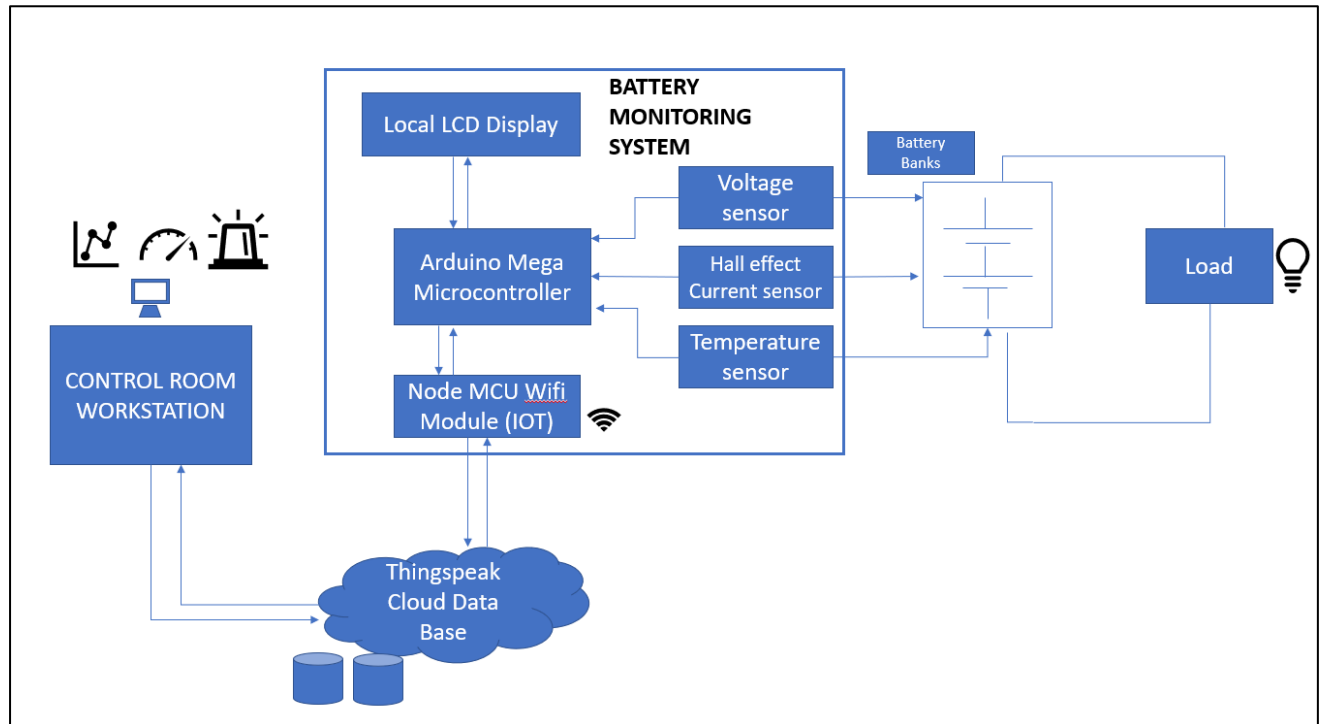 BATTERY
MONITORING
SYSTEM
Local LCD Display
Battery
Banks
Voltage
sensor
Arduino Mega
Microcontroller
Hall effect
Current sensor
Load
Temperature
sensor
CONTROL ROOM
WORKSTATION
Node MCU Wifi
Module (IOT)
Thingspeak
Cloud Data
Base